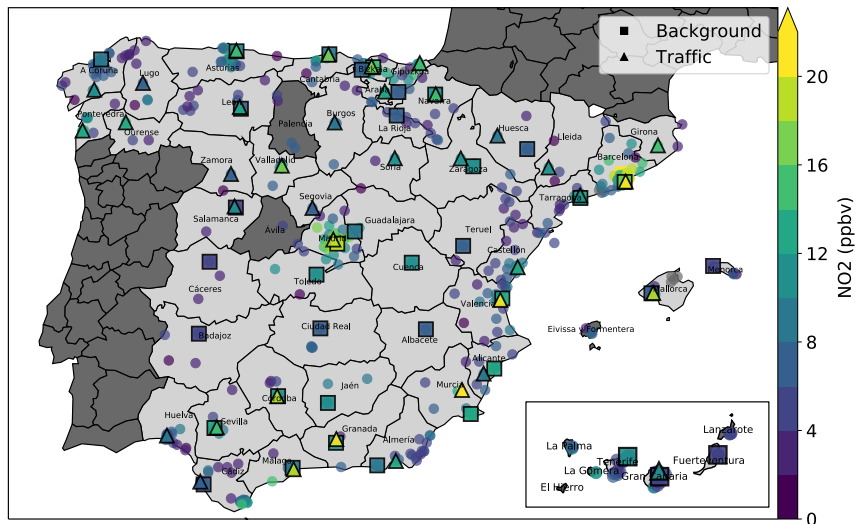 Background
Traffic
A Coruna
Lugo
Asturias
Cantabria
Bizkaia
Gipuzkoa
Araba
Navarra
Pontevedra
Ourense
León
Palencia
Burgos
La Rioja
Huesca
Lleida
Girona
Barcelona
Zamora
Valladolid
Soria
Zaragoza
Tarragona
Salamanca
Segovia
Ávila
Guadalajara
Madrid
Teruel
Castellón
Cáceres
Toledo
Cuenca
Valencia
Menorca
Mallorca
Eivissa y Formentera
Badajoz
Ciudad Real
Albacete
Alicante
Murcia
Huelva
Sevilla
Córdoba
Jaén
Granada
Almería
Málaga
Cádiz
La Palma
La Gomera
El Hierro
Tenerife
Gran Canaria
Fuerteventura
Lanzarote
20
16
12
8
4
0
NO2 (ppbv)